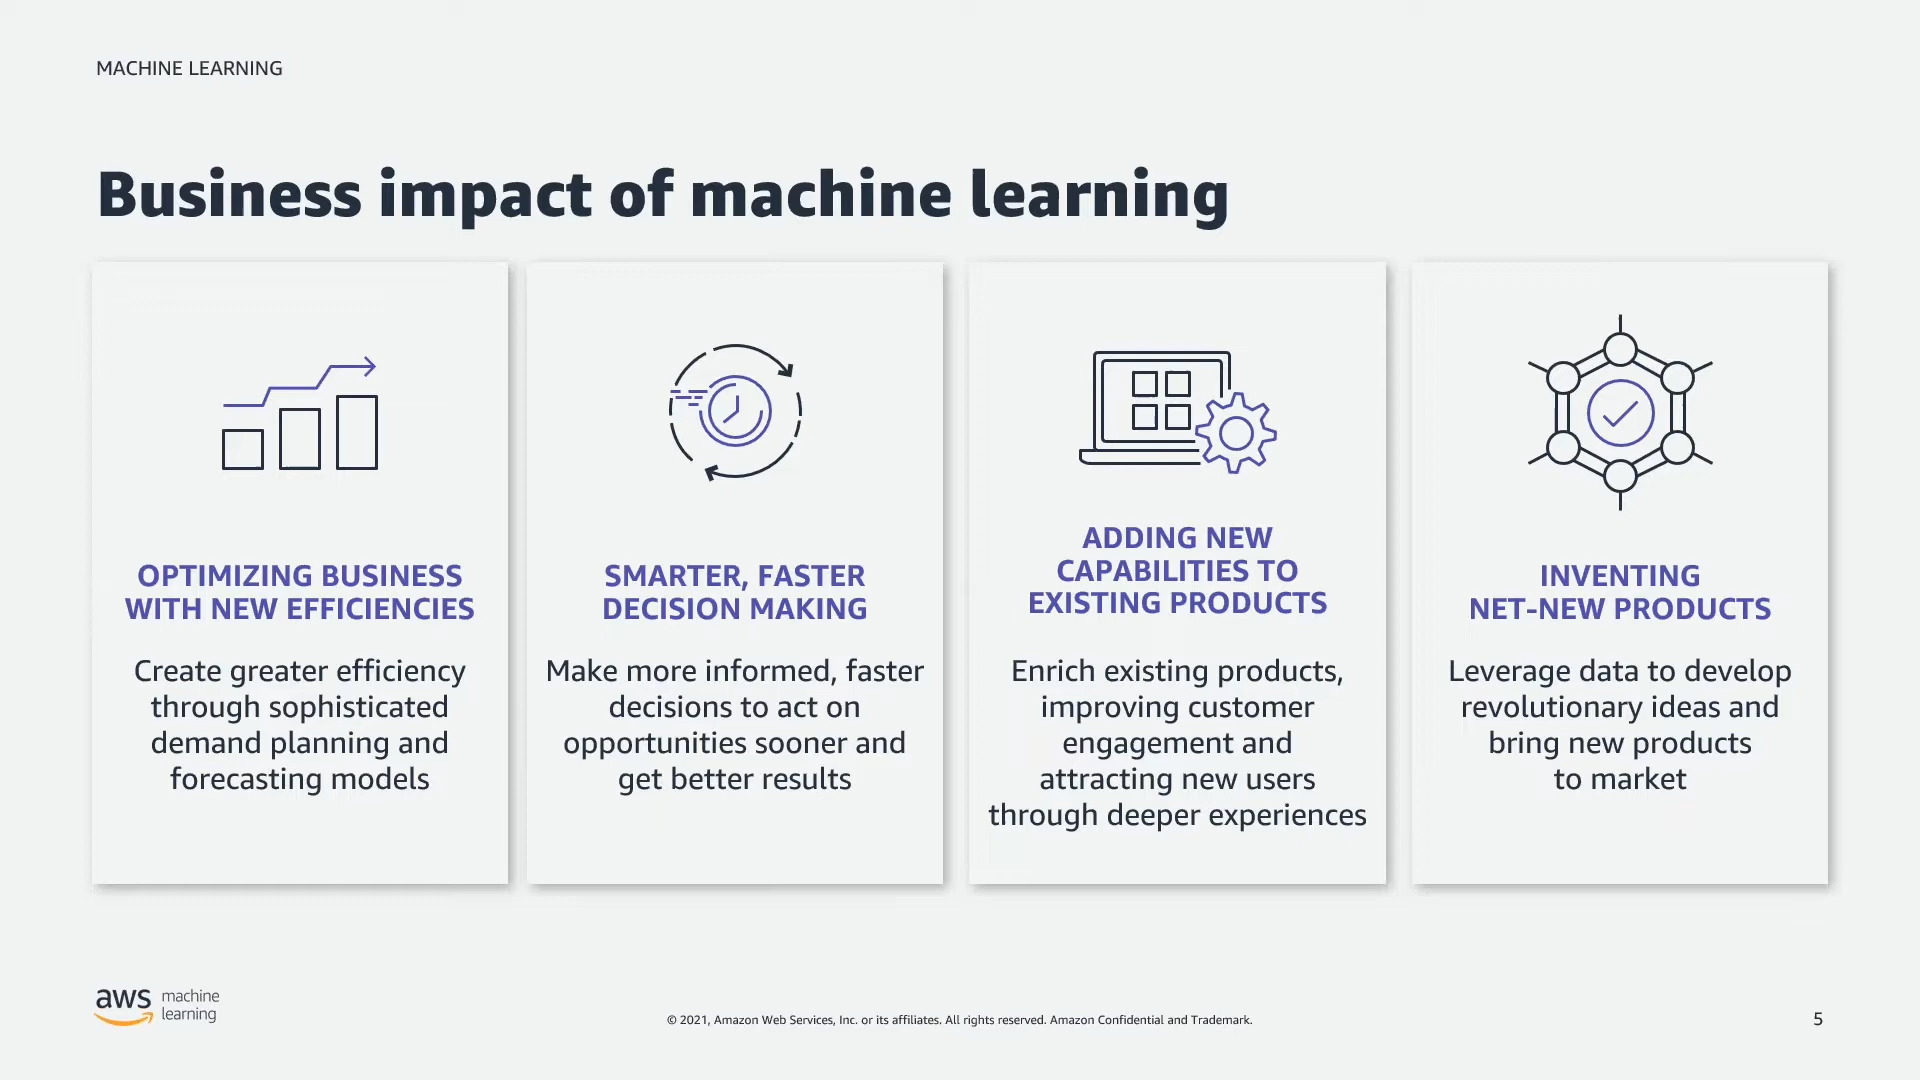 MACHINE LEARNING
Business impact of machine learning
OPTIMIZING BUSINESS
WITH NEW EFFICIENCIES
Create greater efficiency
through sophisticated
demand planning and
forecasting models
SMARTER, FASTER
DECISION MAKING
Make more informed, faster
decisions to act on
opportunities sooner and
get better results
ADDING NEW
CAPABILITIES TO
EXISTING PRODUCTS
Enrich existing products,
improving customer
engagement and
attracting new users
through deeper experiences
INVENTING
NET-NEW PRODUCTS
Leverage data to develop
revolutionary ideas and
bring new products
to market
aws machine
learning
© 2021, Amazon Web Services, Inc. or its affiliates. All rights reserved. Amazon Confidential and Trademark.
5